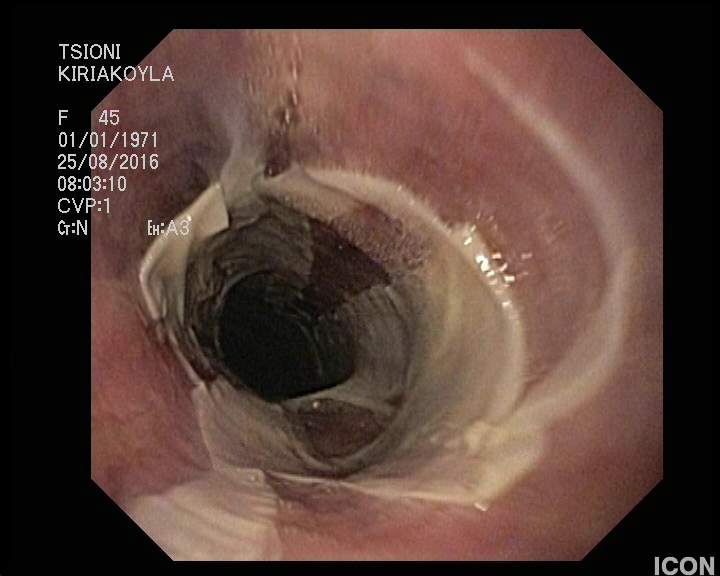 TSIONI
KIRIAKOYLA
F 45
01/01/1971
25/08/2016
08:03:10
CVP:1
Cr:N Eh:A3
ICON